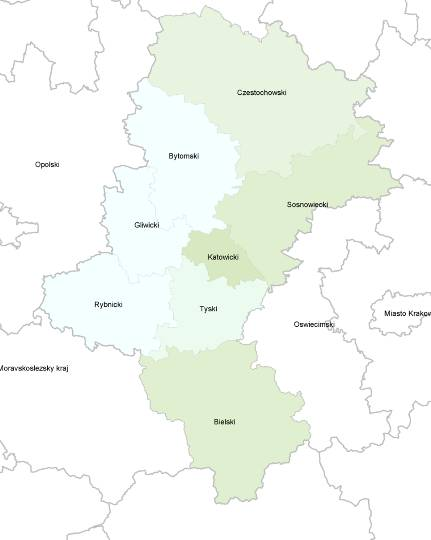 Czestochowski
Bytomski
Opolski
Sosnowiecki
Gliwicki
Katowicki
Rybnicki
Tyski
Miasto Krakow
Oswiecimski
Moravskoslezsky kraj
Bielski